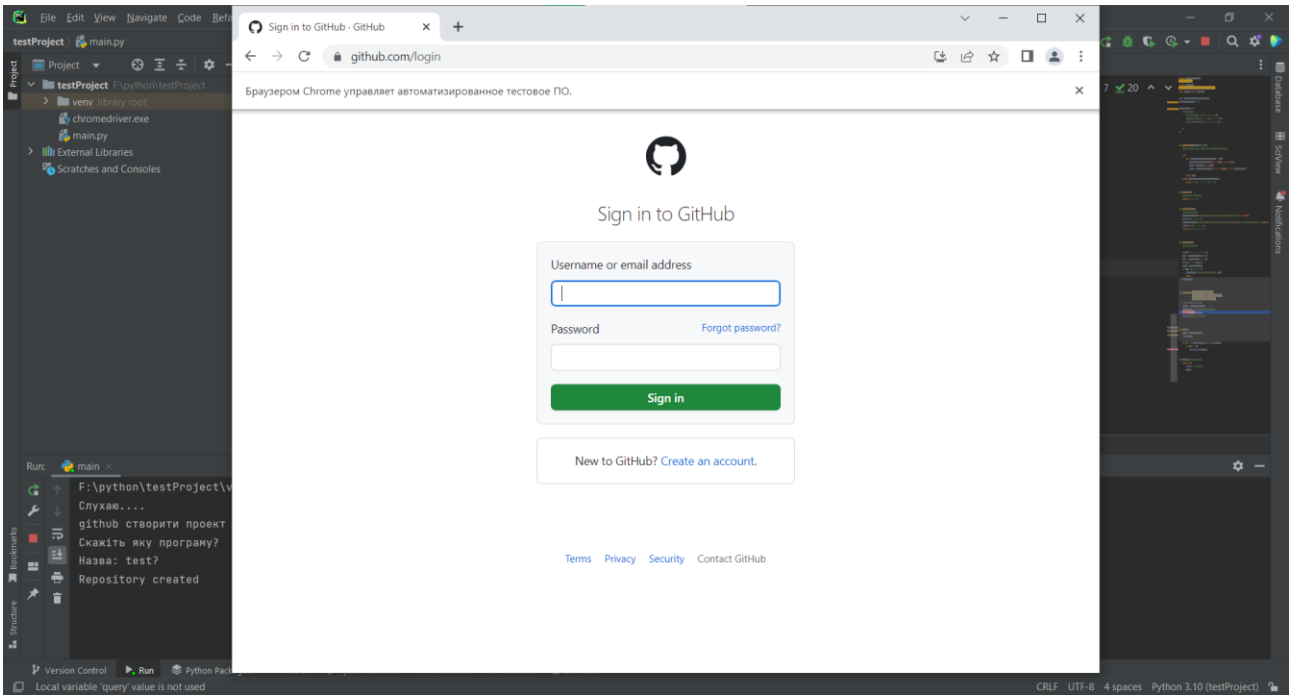 File Edit View Navigate Code Refa
testProject main.py
Project
testProject F:\python\testProject
venv library root
chromedriver.exe
main.py
External Libraries
Scratches and Consoles
Sign in to GitHub · GitHub
github.com/login
Браузером Chrome управляет автоматизированное тестовое ПО.
Sign in to GitHub
Username or email address
Password Forgot password?
Sign in
New to GitHub? Create an account.
Terms Privacy Security Contact GitHub
7 20
Project
Database
SciView
Notifications
Run: main
F:\python\testProject\v
Слухаю....
github створити проект
Скажіть яку програму?
Назва: test?
Repository created
Bookmarks
Structure
Version Control Run Python Pack
Local variable 'query' value is not used CRLF UTF-8 4 spaces Python 3.10 (testProject)